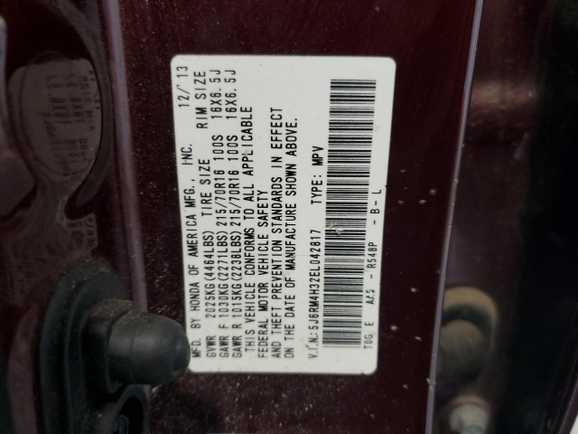 MFD. BY HONDA OF AMERICA MFG., INC. 12/'13
GVWR 2025KG(4464LBS) TIRE SIZE RIM SIZE
GAWR F 1030KG(2271LBS) 215/70R16 100S 16X6.5J
GAWR R 1015KG(2238LBS) 215/70R16 100S 16X6.5J
THIS VEHICLE CONFORMS TO ALL APPLICABLE
FEDERAL MOTOR VEHICLE SAFETY
AND THEFT PREVENTION STANDARDS IN EFFECT
ON THE DATE OF MANUFACTURE SHOWN ABOVE.
V.I.N.:5J6RM4H32EL042817 TYPE: MPV
T0G E A45 - R548P - B- L